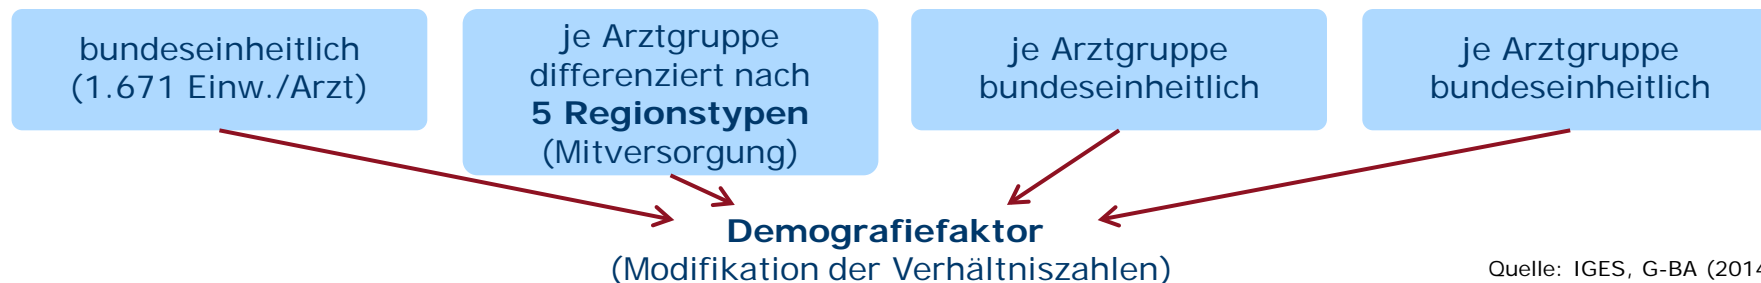 bundeseinheitlich
(1.671 Einw./Arzt)
je Arztgruppe
differenziert nach
5 Regionstypen
(Mitversorgung)
je Arztgruppe
bundeseinheitlich
je Arztgruppe
bundeseinheitlich
Demografiefaktor
(Modifikation der Verhältniszahlen)
Quelle: IGES, G-BA (2014